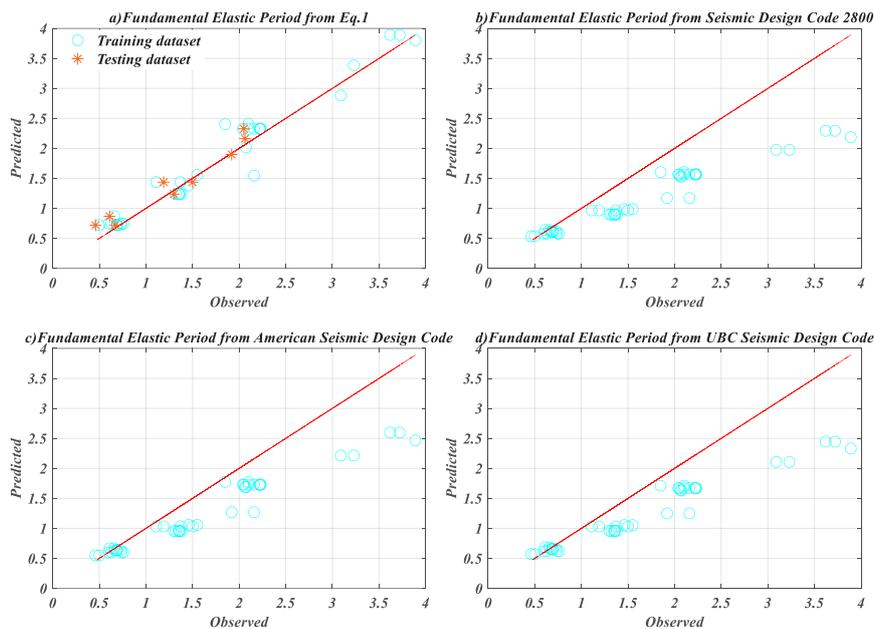 a)Fundamental Elastic Period from Eq.1
4
3.5
3
2.5
2
1.5
1
0.5
0
Predicted
Training dataset
Testing dataset
0 0.5 1 1.5 2 2.5 3 3.5 4
Observed
b)Fundamental Elastic Period from Seismic Design Code 2800
4
3.5
3
2.5
2
1.5
1
0.5
0
Predicted
0 0.5 1 1.5 2 2.5 3 3.5 4
Observed
c)Fundamental Elastic Period from American Seismic Design Code
4
3.5
3
2.5
2
1.5
1
0.5
0
Predicted
0 0.5 1 1.5 2 2.5 3 3.5 4
Observed
d)Fundamental Elastic Period from UBC Seismic Design Code
4
3.5
3
2.5
2
1.5
1
0.5
0
Predicted
0 0.5 1 1.5 2 2.5 3 3.5 4
Observed